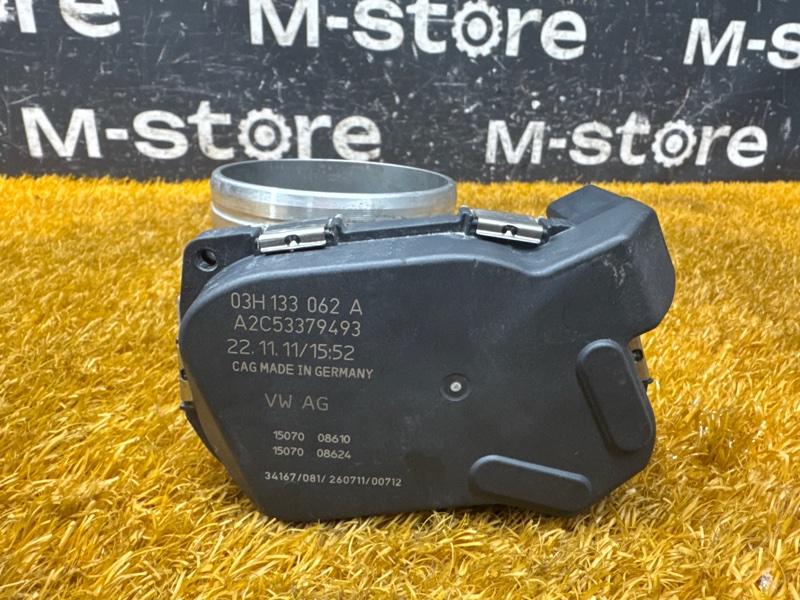 M-store
M-store
M-store
M-store
03H 133 062 A
A2C53379493
22.11.11/15:52
CAG MADE IN GERMANY
VW AG
15070 08610
15070 08624
34167/081/260711/00712